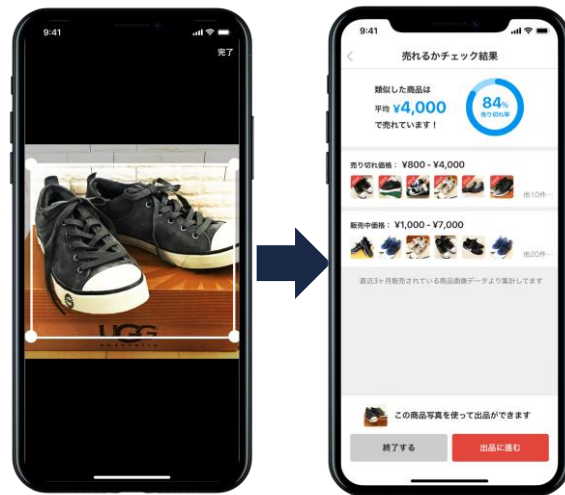 9:41
完了
UGG
australia
9:41
売れるかチェック結果
類似した商品は
平均 ¥4,000
で売れています！
84%
売り切れ率
売り切れ価格： ¥800 - ¥4,000
他10件…
販売中価格： ¥1,000 - ¥7,000
他20件…
直近3ヶ月販売されている商品画像データより集計してます
この商品写真を使って出品ができます
終了する
出品に進む